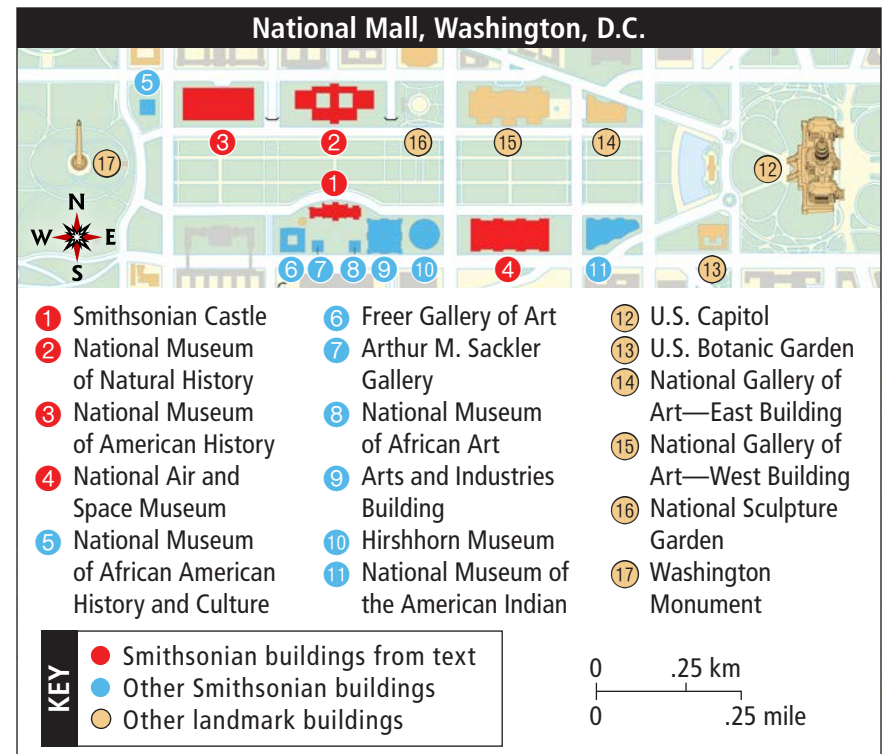 National Mall, Washington, D.C.
5
3
2
16
15
14
17
1
12
N
W E
S
6
7
8
9
10
4
11
13
1 Smithsonian Castle
2 National Museum
of Natural History
3 National Museum
of American History
4 National Air and
Space Museum
5 National Museum
of African American
History and Culture
6 Freer Gallery of Art
7 Arthur M. Sackler
Gallery
8 National Museum
of African Art
9 Arts and Industries
Building
10 Hirshhorn Museum
11 National Museum of
the American Indian
12 U.S. Capitol
13 U.S. Botanic Garden
14 National Gallery of
Art—East Building
15 National Gallery of
Art—West Building
16 National Sculpture
Garden
17 Washington
Monument
KEY
Smithsonian buildings from text
Other Smithsonian buildings
Other landmark buildings
0 .25 km
0 .25 mile